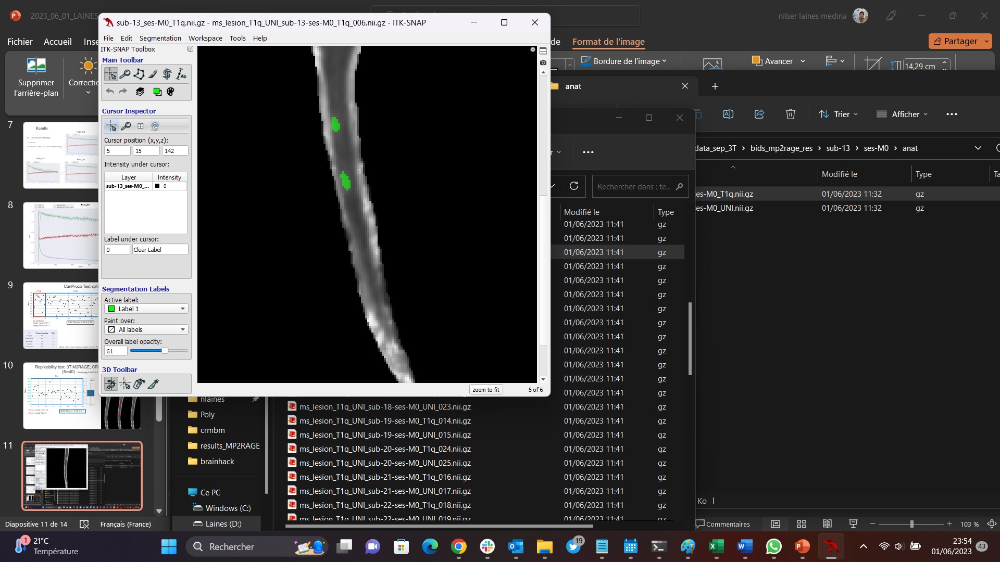 2023_06_01_LAINES
nilser laines medina
Fichier
Accueil
Format de l'image
Partager
Supprimer
l'arrière-plan
Bordure de l'image
Avancer
14,29 cm
sub-13_ses-M0_T1q.nii.gz - ms_lesion_T1q_UNI_sub-13-ses-M0_T1q_006.nii.gz - ITK-SNAP
File Edit Segmentation Workspace Tools Help
ITK-SNAP Toolbox
Main Toolbar
Cursor Inspector
Cursor position (x,y,z):
5 15 142
Intensity under cursor:
Layer Intensity
sub-13_ses-M0_... 0
Label under cursor:
0 Clear Label
Segmentation Labels
Active label:
Label 1
Paint over:
All labels
Overall label opacity:
61
3D Toolbar
zoom to fit
5 of 6
7
Results
8
9
CanProco Test spli
10
Replicability test: 3T M2RAGE, CR
(N=40)
11
anat
Trier
Afficher
data_sep_3T > bids_mp2rage_res > sub-13 > ses-M0 > anat
Modifié le Type
es-M0_T1q.nii.gz 01/06/2023 11:32 gz
es-M0_UNI.nii.gz 01/06/2023 11:32 gz
Rechercher dans : te...
Modifié le Type
01/06/2023 11:41 gz
01/06/2023 11:41 gz
01/06/2023 11:41 gz
01/06/2023 11:41 gz
01/06/2023 11:41 gz
01/06/2023 11:41 gz
01/06/2023 11:41 gz
01/06/2023 11:41 gz
01/06/2023 11:41 gz
01/06/2023 11:41 gz
01/06/2023 11:41 gz
01/06/2023 11:41 gz
01/06/2023 11:41 gz
ms_lesion_T1q_UNI_sub-18-ses-M0_UNI_023.nii.gz 01/06/2023 11:41 gz
ms_lesion_T1q_UNI_sub-19-ses-M0_T1q_014.nii.gz 01/06/2023 11:41 gz
ms_lesion_T1q_UNI_sub-19-ses-M0_UNI_015.nii.gz 01/06/2023 11:41 gz
ms_lesion_T1q_UNI_sub-20-ses-M0_T1q_024.nii.gz 01/06/2023 11:41 gz
ms_lesion_T1q_UNI_sub-20-ses-M0_UNI_025.nii.gz 01/06/2023 11:41 gz
ms_lesion_T1q_UNI_sub-21-ses-M0_T1q_016.nii.gz 01/06/2023 11:41 gz
ms_lesion_T1q_UNI_sub-21-ses-M0_UNI_017.nii.gz 01/06/2023 11:41 gz
ms_lesion_T1q_UNI_sub-22-ses-M0_T1q_018.nii.gz 01/06/2023 11:41 gz
ms_lesion_T1q_UNI_sub-22-ses-M0_UNI_019.nii.gz 01/06/2023 11:41 gz
nlaines
Poly
crmbm
results_MP2RAGE
brainhack
Ce PC
Windows (C:)
Laines (D:)
Ko
Diapositive 11 de 14
Français (France)
Commentaires
103 %
1
21°C
Température
Rechercher
19
23:54
01/06/2023
43